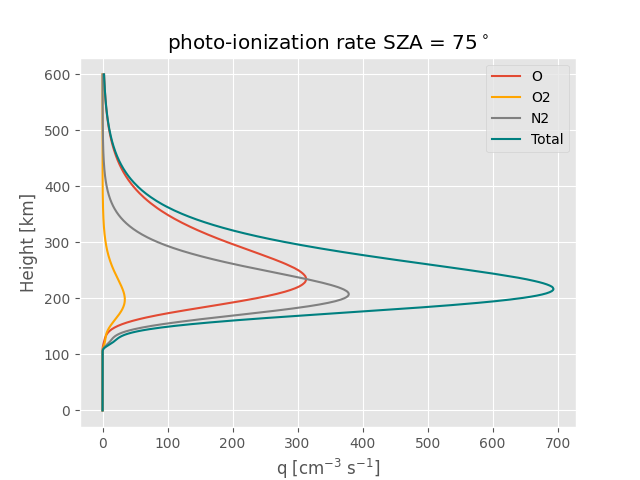 photo-ionization rate SZA = 75°
600
500
400
300
200
100
0
Height [km]
O
O2
N2
Total
0 100 200 300 400 500 600 700
q [cm⁻³ s⁻¹]